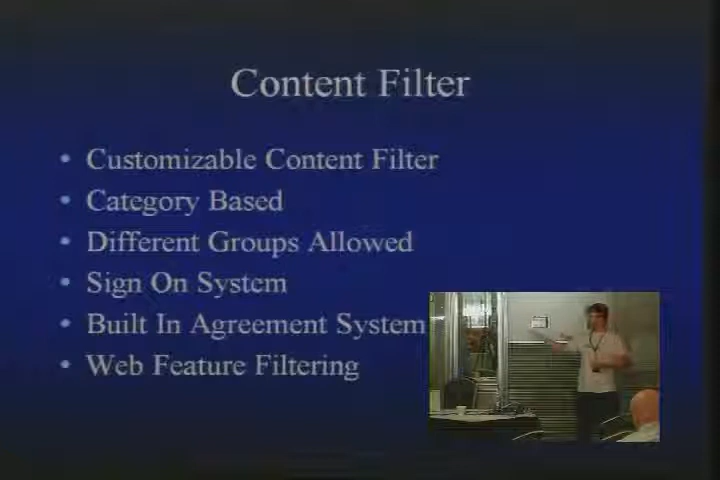 Content Filter
• Customizable Content Filter
• Category Based
• Different Groups Allowed
• Sign On System
• Built In Agreement System
• Web Feature Filtering